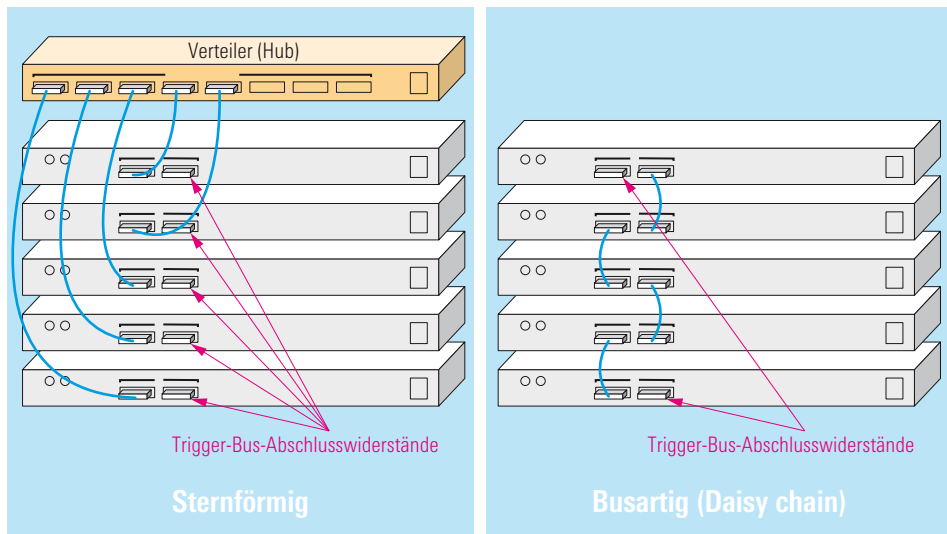 Verteiler (Hub)
Trigger-Bus-Abschlusswiderstände
Sternförmig
Trigger-Bus-Abschlusswiderstände
Busartig (Daisy chain)